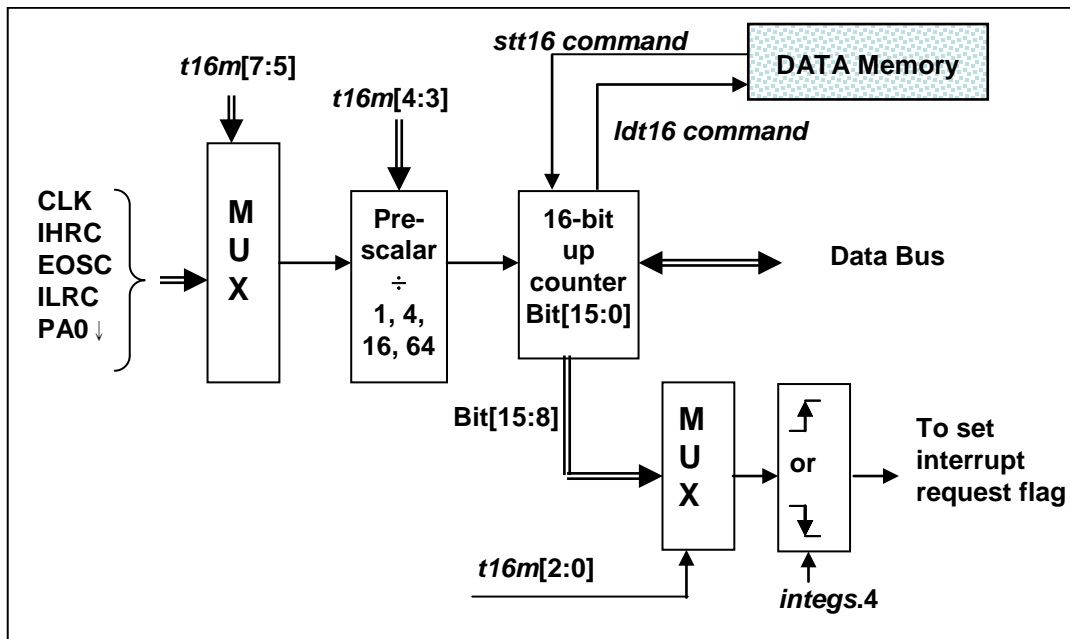 stt16 command
DATA Memory
t16m[7:5]
t16m[4:3]
ldt16 command
CLK
IHRC
EOSC
ILRC
PA0 ↓
M
U
X
Pre-
scalar
÷
1, 4,
16, 64
16-bit
up
counter
Bit[15:0]
Data Bus
Bit[15:8]
M
U
X
or
To set
interrupt
request flag
t16m[2:0]
integs.4